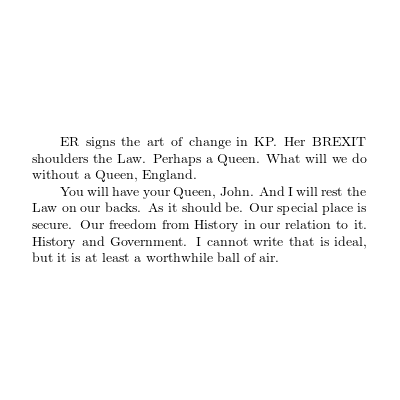 ER signs the art of change in KP. Her BREXIT
shoulders the Law. Perhaps a Queen. What will we do
without a Queen, England.
You will have your Queen, John. And I will rest the
Law on our backs. As it should be. Our special place is
secure. Our freedom from History in our relation to it.
History and Government. I cannot write that is ideal,
but it is at least a worthwhile ball of air.